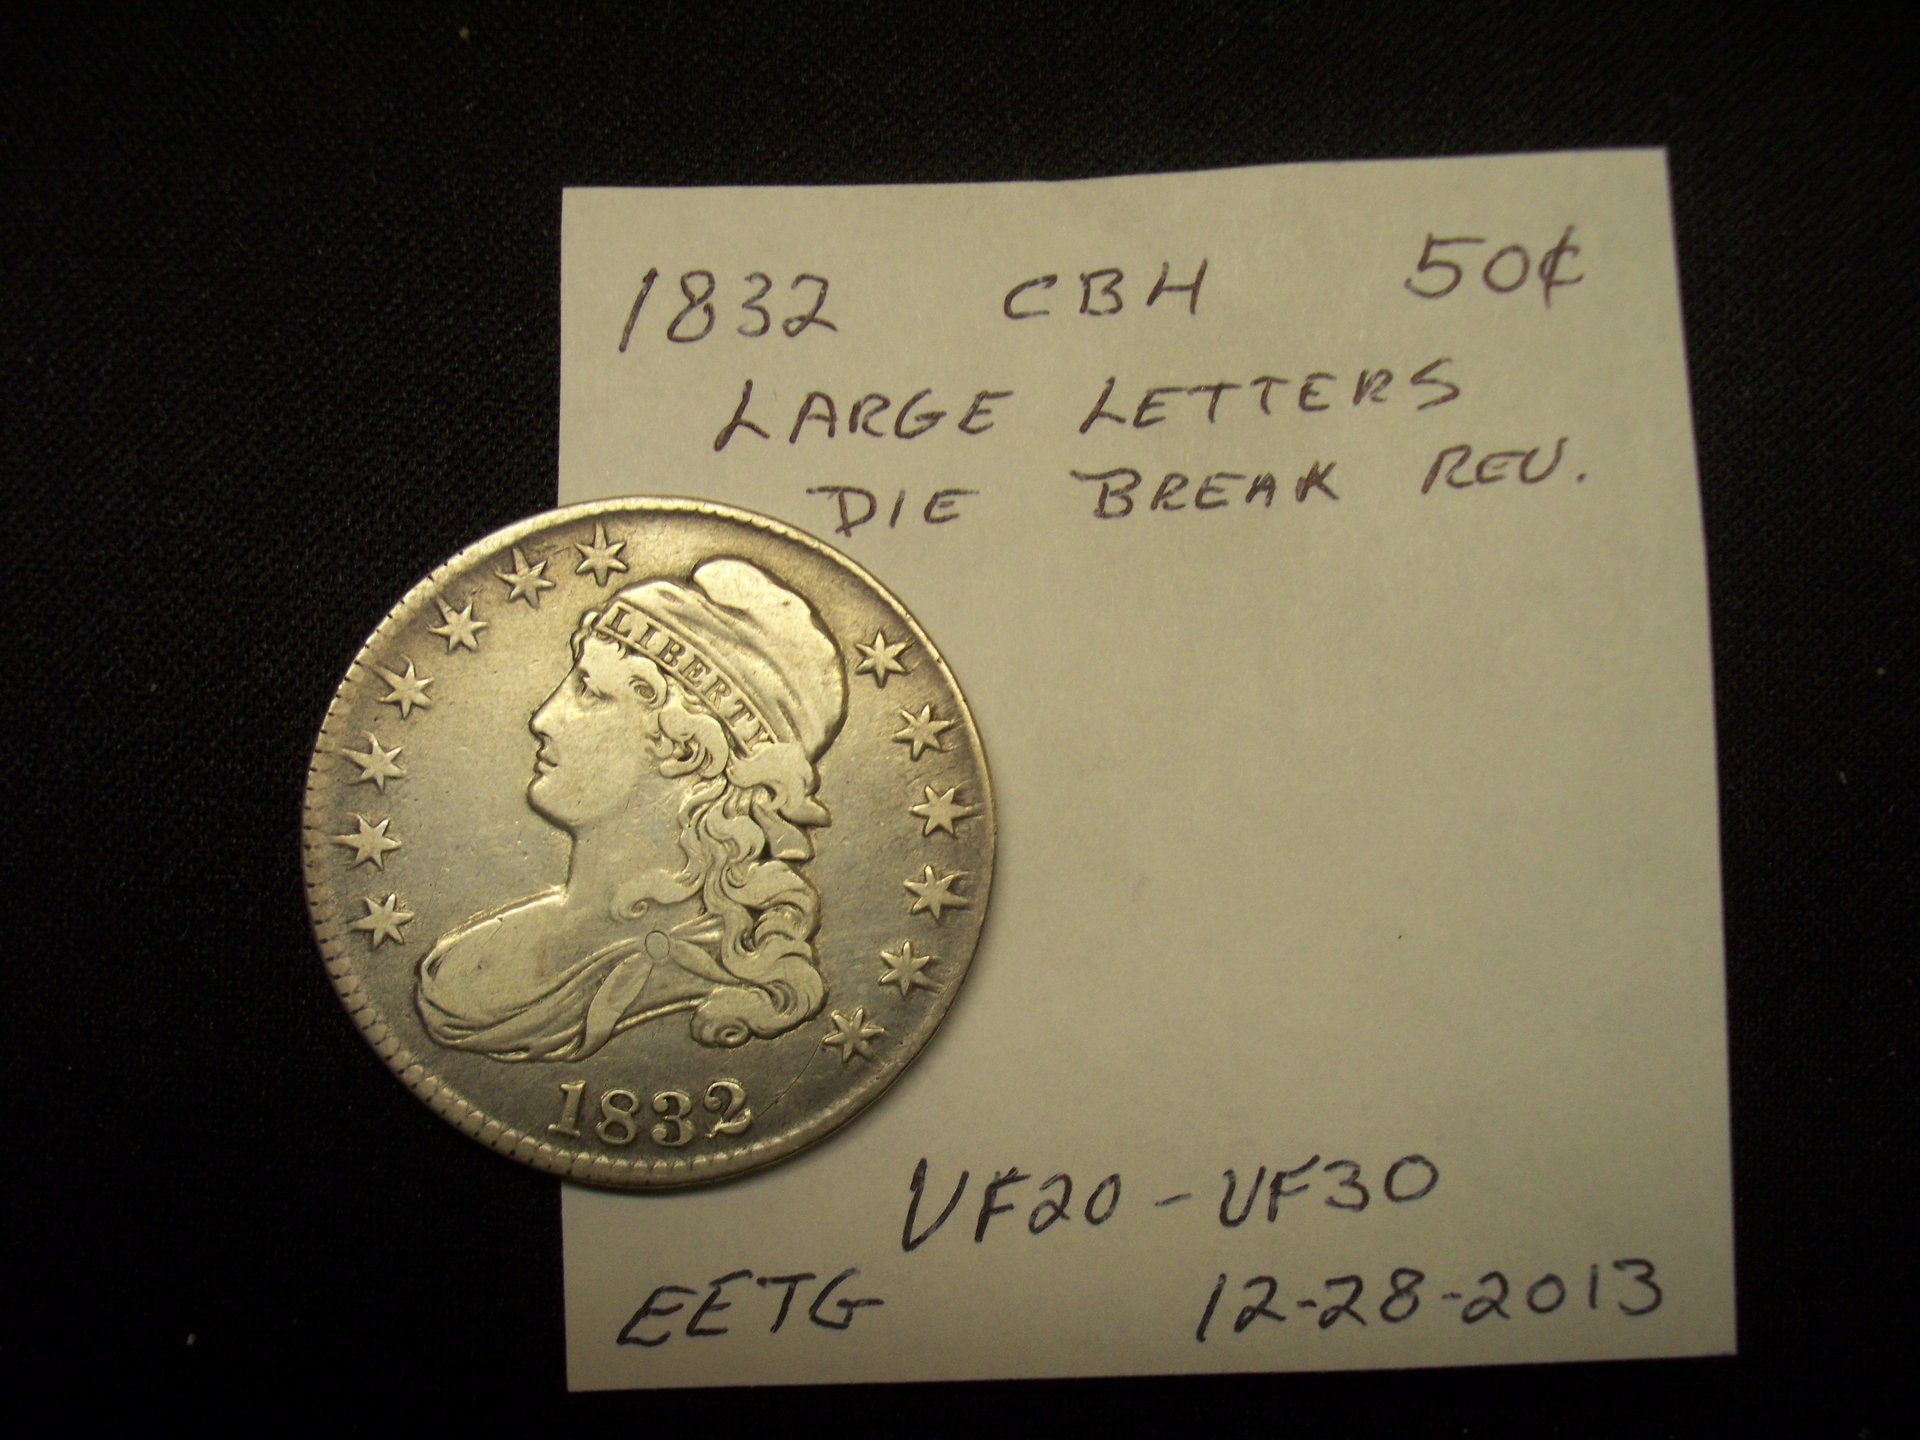 1832 CBH 50¢
LARGE LETTERS
DIE BREAK REV.
LIBERTY
1832
VF20-VF30
EETG 12-28-2013